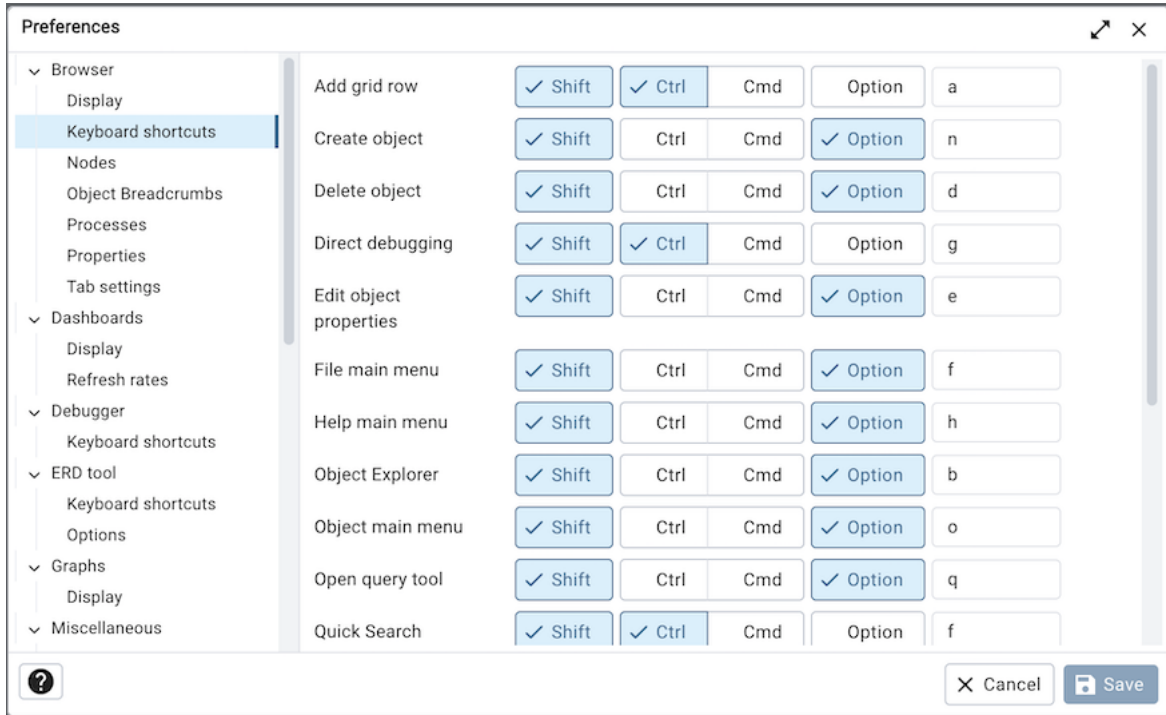 Preferences
Browser
Display
Keyboard shortcuts
Nodes
Object Breadcrumbs
Processes
Properties
Tab settings
Dashboards
Display
Refresh rates
Debugger
Keyboard shortcuts
ERD tool
Keyboard shortcuts
Options
Graphs
Display
Miscellaneous
Add grid row Shift Ctrl Cmd Option a
Create object Shift Ctrl Cmd Option n
Delete object Shift Ctrl Cmd Option d
Direct debugging Shift Ctrl Cmd Option g
Edit object Shift Ctrl Cmd Option e
properties
File main menu Shift Ctrl Cmd Option f
Help main menu Shift Ctrl Cmd Option h
Object Explorer Shift Ctrl Cmd Option b
Object main menu Shift Ctrl Cmd Option o
Open query tool Shift Ctrl Cmd Option q
Quick Search Shift Ctrl Cmd Option f
? Cancel Save